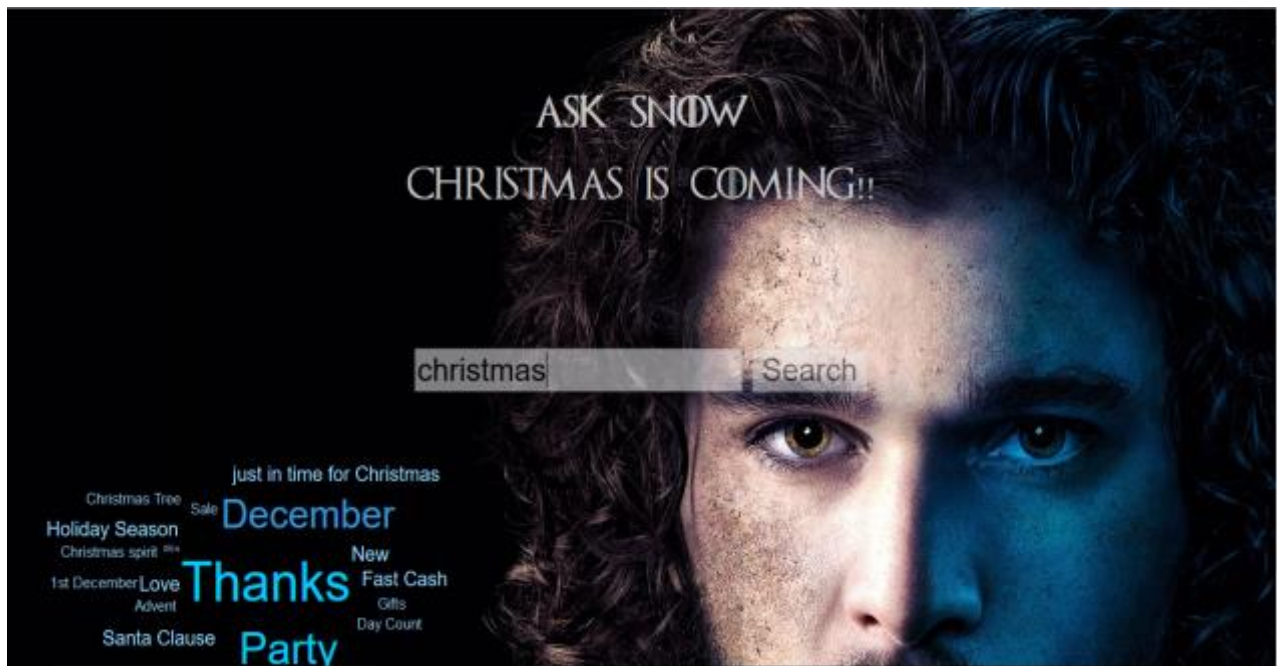 ASK SNOW
CHRISTMAS IS COMING!!
christmas Search
just in time for Christmas
Christmas Tree Sale December
Holiday Season
Christmas spirit New
1st December Love Thanks Fast Cash
Advent Gifts
Day Count
Santa Clause Party